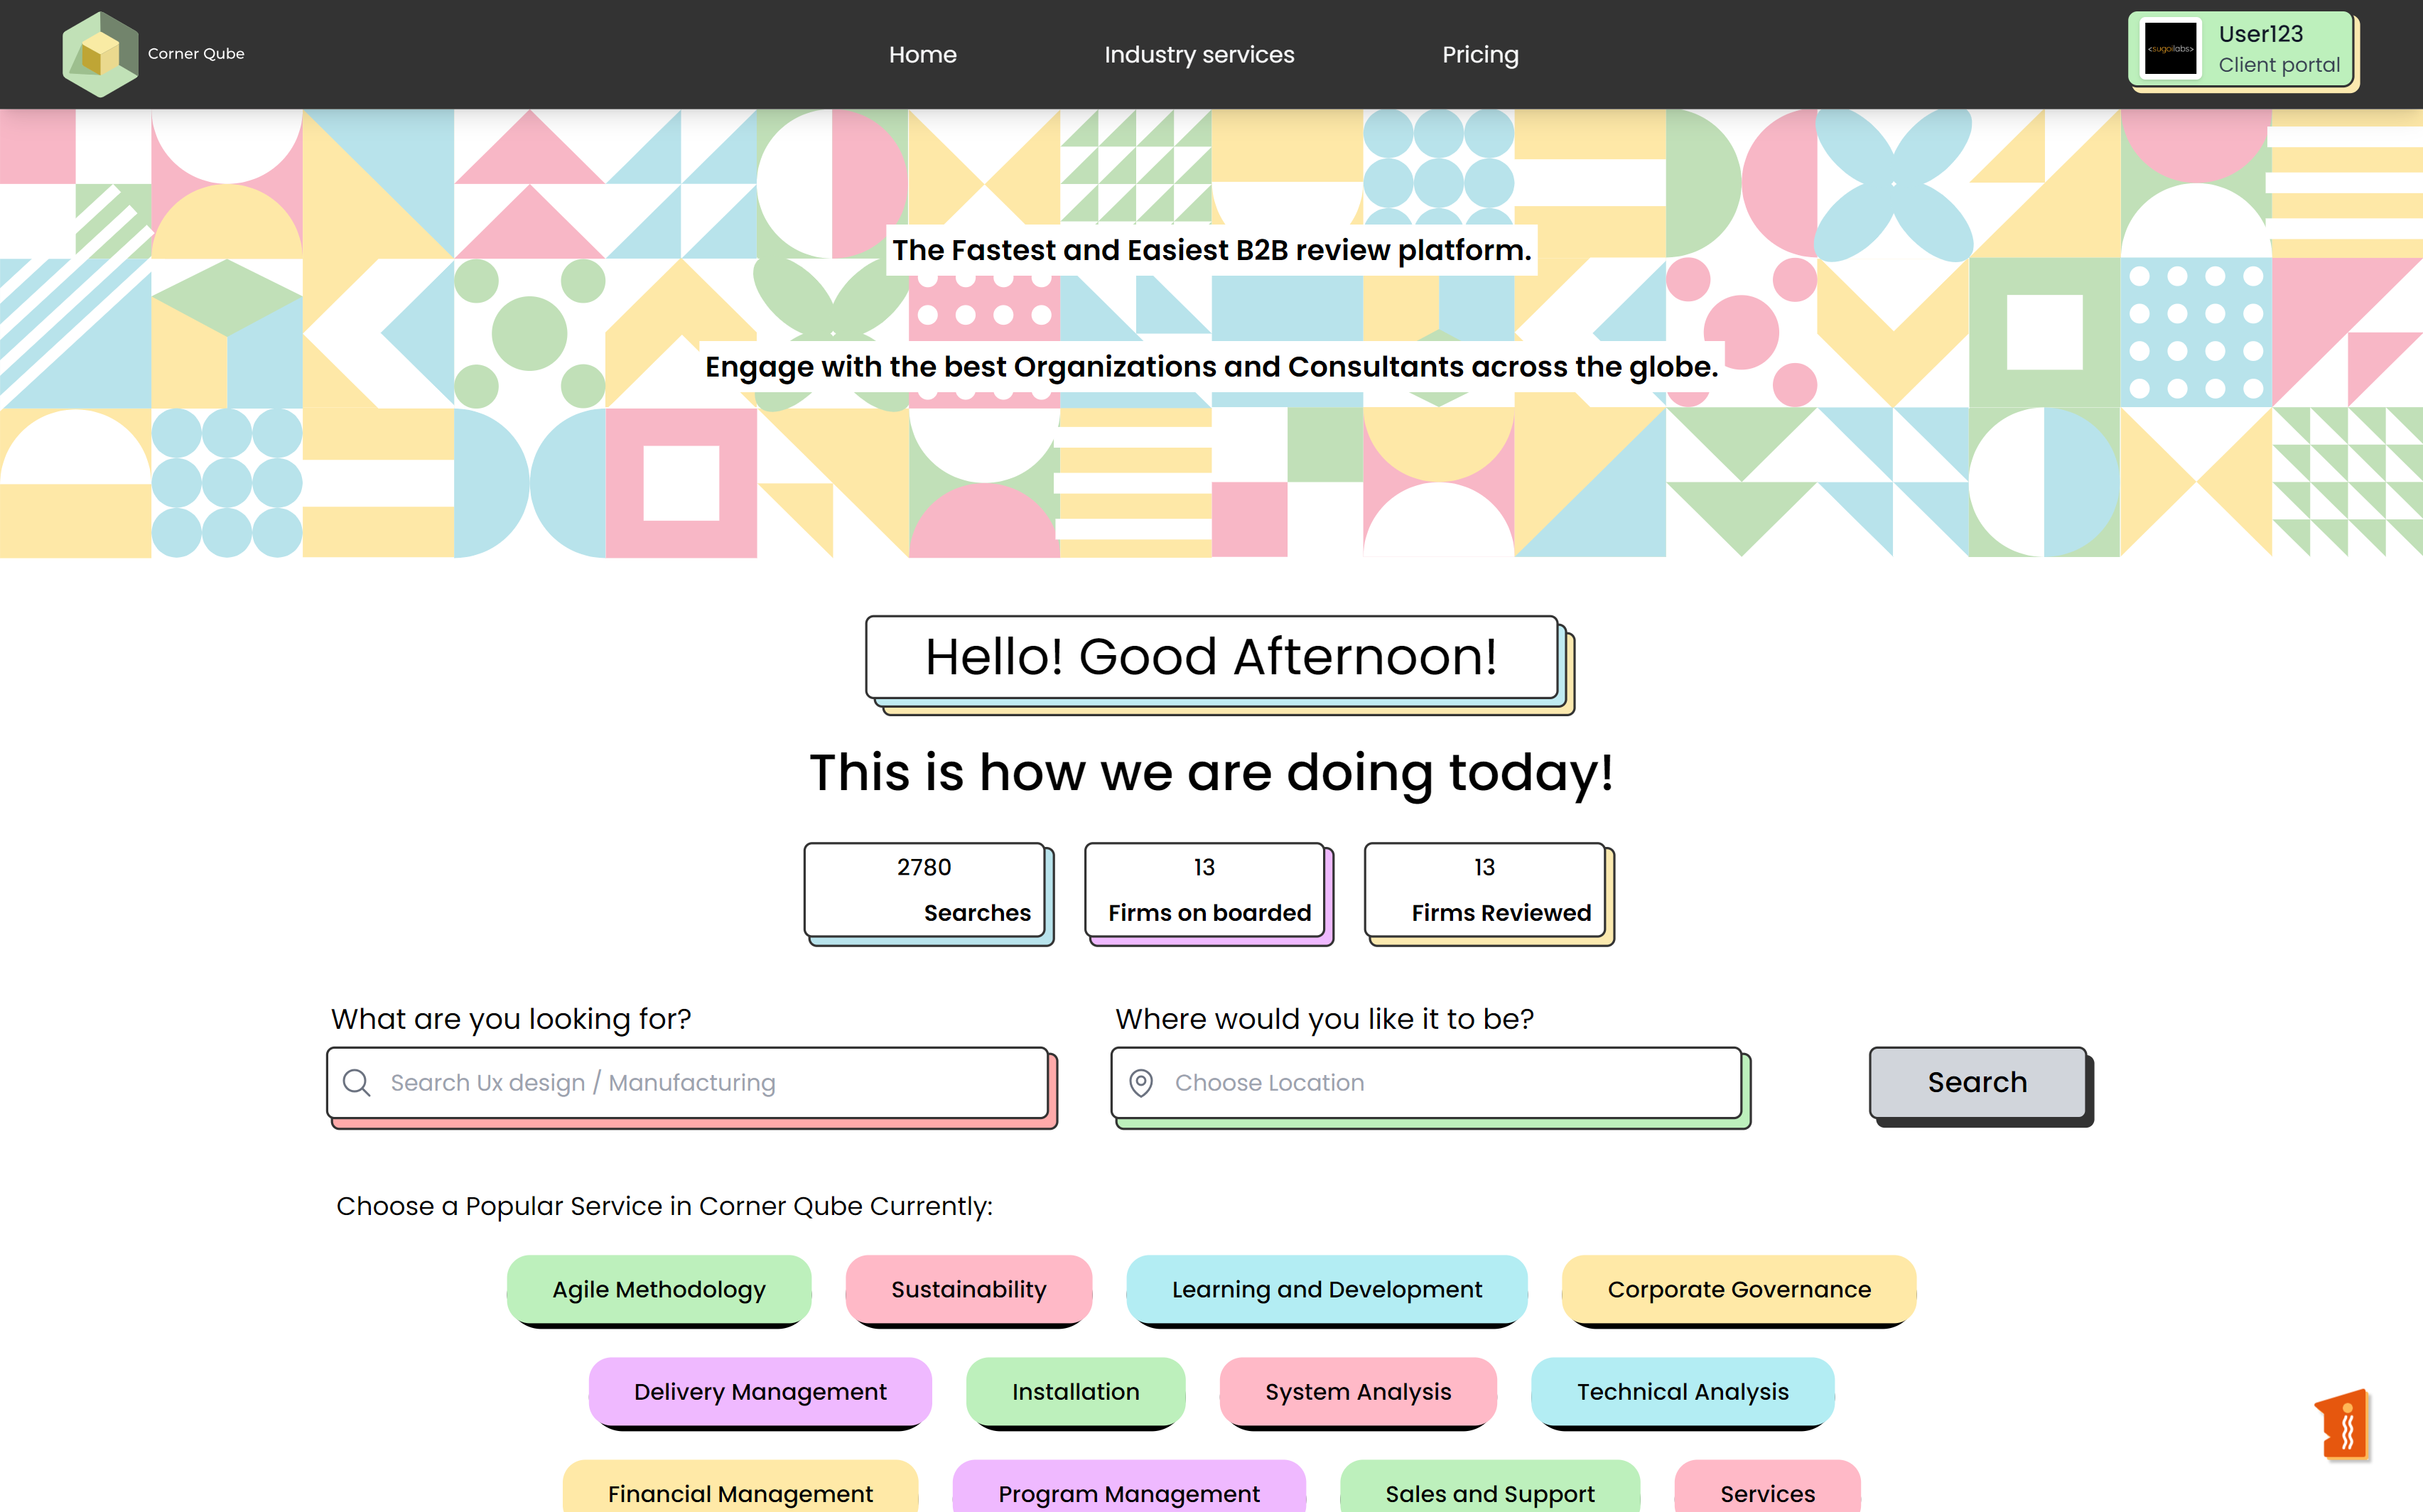 Corner Qube
Home
Industry services
Pricing
<sugoilabs>
User123
Client portal
The Fastest and Easiest B2B review platform.
Engage with the best Organizations and Consultants across the globe.
Hello! Good Afternoon!
This is how we are doing today!
2780
Searches
13
Firms on boarded
13
Firms Reviewed
What are you looking for?
Search Ux design / Manufacturing
Where would you like it to be?
Choose Location
Search
Choose a Popular Service in Corner Qube Currently:
Agile Methodology
Sustainability
Learning and Development
Corporate Governance
Delivery Management
Installation
System Analysis
Technical Analysis
Financial Management
Program Management
Sales and Support
Services